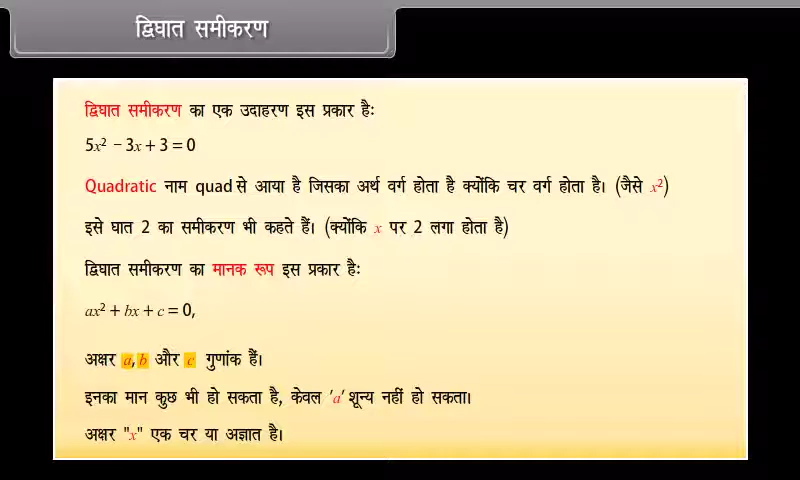 द्विघात समीकरण
द्विघात समीकरण का एक उदाहरण इस प्रकार है:
5x² − 3x + 3 = 0
Quadratic नाम quad से आया है जिसका अर्थ वर्ग होता है क्योंकि चर वर्ग होता है। (जैसे x²)
इसे घात 2 का समीकरण भी कहते हैं। (क्योंकि x पर 2 लगा होता है)
द्विघात समीकरण का मानक रूप इस प्रकार है:
ax² + bx + c = 0,
अक्षर a, b और c गुणांक हैं।
इनका मान कुछ भी हो सकता है, केवल 'a' शून्य नहीं हो सकता।
अक्षर "x" एक चर या अज्ञात है।